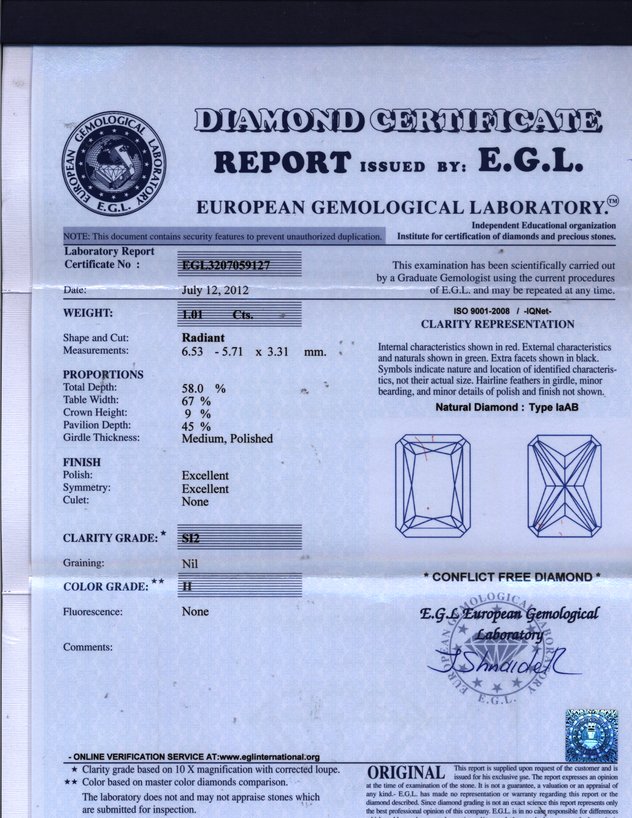 EUROPEAN GEMOLOGICAL LABORATORY
E.G.L.
DIAMOND CERTIFICATE
REPORT ISSUED BY: E.G.L.
EUROPEAN GEMOLOGICAL LABORATORY.™
Independent Educational organization
Institute for certification of diamonds and precious stones.
NOTE: This document contains security features to prevent unauthorized duplication.
Laboratory Report
Certificate No : EGL3207059127
Date: July 12, 2012
This examination has been scientifically carried out
by a Graduate Gemologist using the current procedures
of E.G.L. and may be repeated at any time.
WEIGHT: 1.01 Cts.
Shape and Cut: Radiant
Measurements: 6.53 - 5.71 x 3.31 mm.
PROPORTIONS
Total Depth: 58.0 %
Table Width: 67 %
Crown Height: 9 %
Pavilion Depth: 45 %
Girdle Thickness: Medium, Polished
FINISH
Polish: Excellent
Symmetry: Excellent
Culet: None
CLARITY GRADE:* SI2
Graining: Nil
COLOR GRADE:** H
Fluorescence: None
Comments:
ISO 9001-2008 / -IQNet-
CLARITY REPRESENTATION
Internal characteristics shown in red. External characteristics
and naturals shown in green. Extra facets shown in black.
Symbols indicate nature and location of identified characteris-
tics, not their actual size. Hairline feathers in girdle, minor
bearding, and minor details of polish and finish not shown.
Natural Diamond : Type IaAB
* CONFLICT FREE DIAMOND *
E.G.L European Gemological
Laboratory
EUROPEAN GEMOLOGICAL LABORATORY
E.G.L.
- ONLINE VERIFICATION SERVICE AT:www.eglinternational.org
★ Clarity grade based on 10 X magnification with corrected loupe.
★★ Color based on master color diamonds comparison.
The laboratory does not and may not appraise stones which
are submitted for inspection.
ORIGINAL This report is supplied upon request of the customer and is
issued for his exclusive use. The report expresses an opinion
at the time of examination of the stone. It is not a guarantee, a valuation or an appraisal of
any kind.- E.G.L. has made no representation or warranty regarding this report or the
diamond described. Since diamond grading is not an exact science this report represents only
the best professional opinion of this company. E.G.L. is in no case responsible for differences